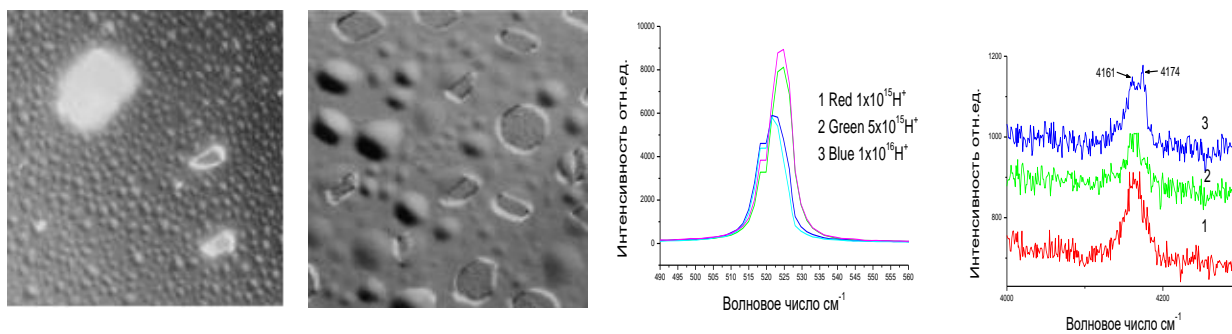 Интенсивность отн.ед.
10000
8000
6000
4000
2000
0
490 495 500 505 510 515 520 525 530 535 540 545 550 555 560
Волновое число см⁻¹
1 Red 1x10¹⁵H⁺
2 Green 5x10¹⁵H⁺
3 Blue 1x10¹⁶H⁺
Интенсивность отн.ед.
1200
1000
800
4161 4174
3
2
1
4000 4200
Волновое число см⁻¹